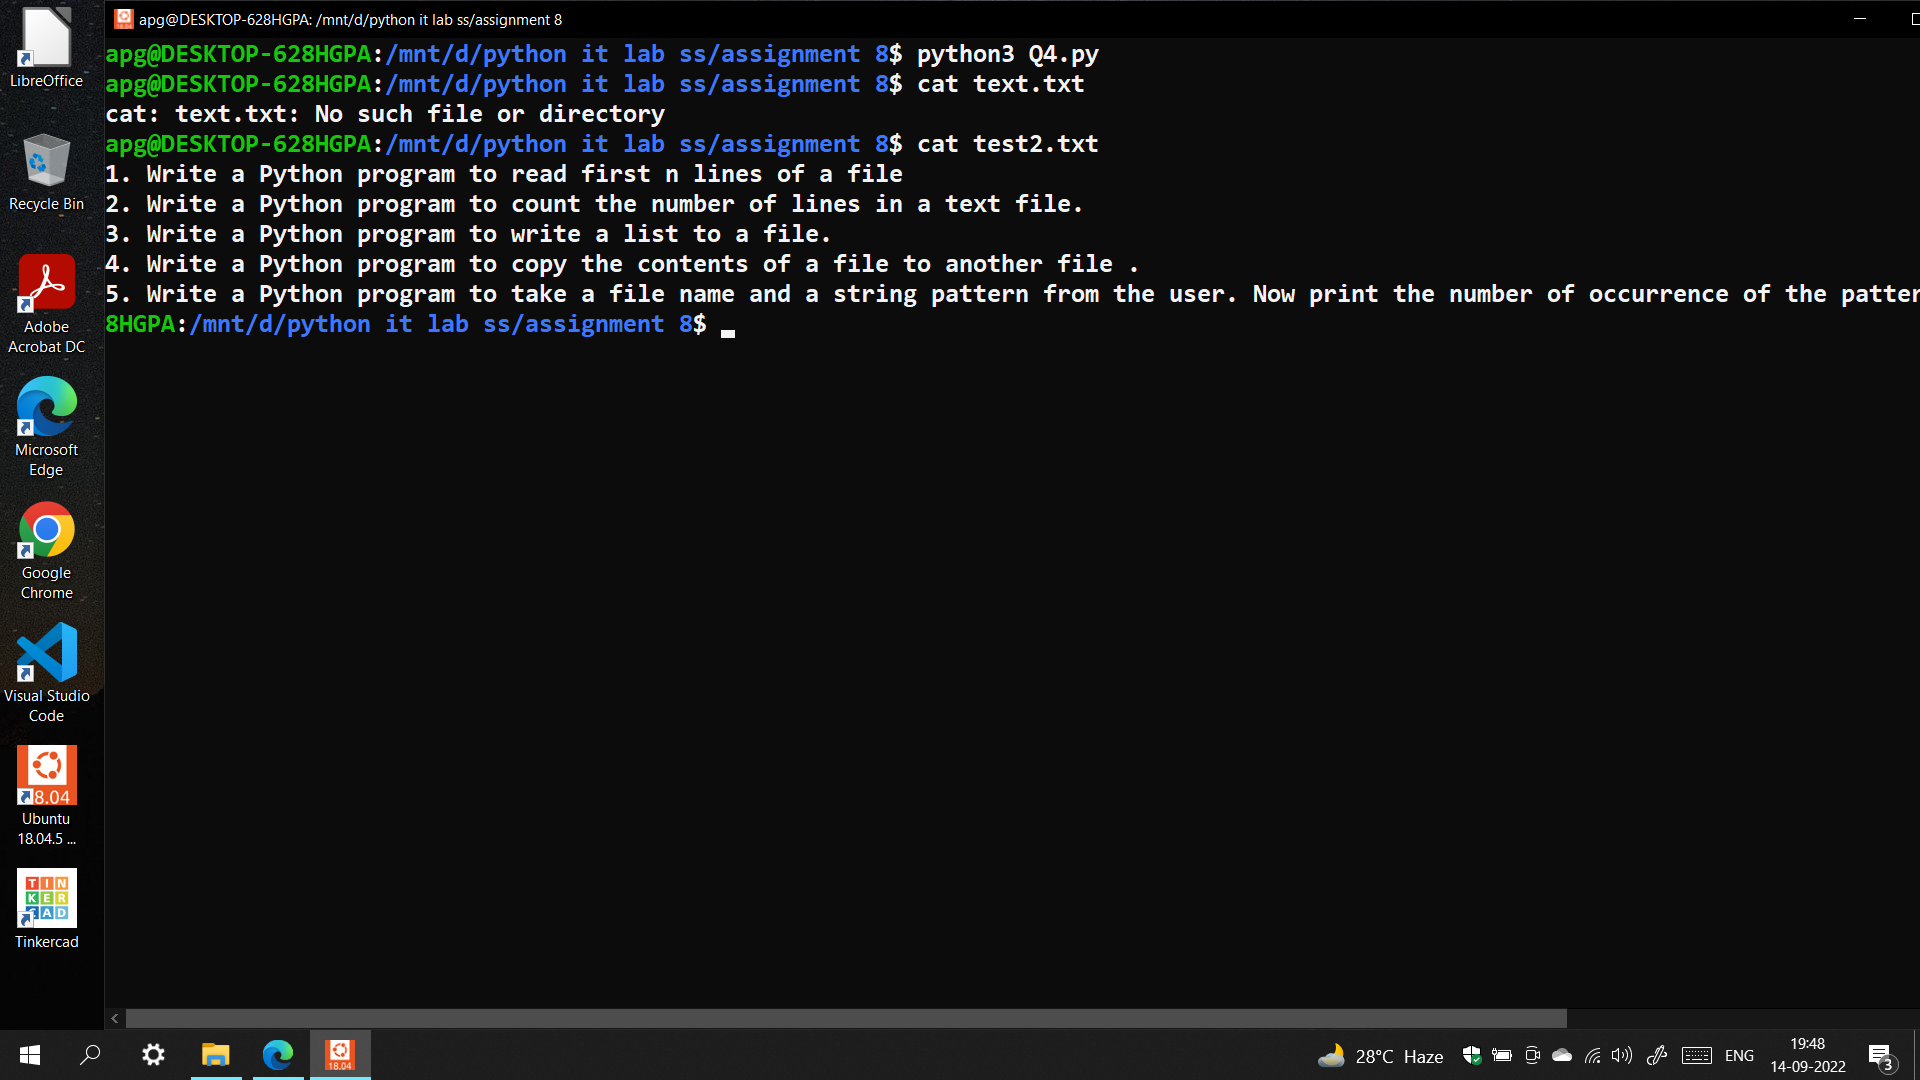 apg@DESKTOP-628HGPA: /mnt/d/python it lab ss/assignment 8
apg@DESKTOP-628HGPA:/mnt/d/python it lab ss/assignment 8$ python3 Q4.py
apg@DESKTOP-628HGPA:/mnt/d/python it lab ss/assignment 8$ cat text.txt
cat: text.txt: No such file or directory
apg@DESKTOP-628HGPA:/mnt/d/python it lab ss/assignment 8$ cat test2.txt
1. Write a Python program to read first n lines of a file
2. Write a Python program to count the number of lines in a text file.
3. Write a Python program to write a list to a file.
4. Write a Python program to copy the contents of a file to another file .
5. Write a Python program to take a file name and a string pattern from the user. Now print the number of occurrence of the patter
8HGPA:/mnt/d/python it lab ss/assignment 8$
LibreOffice
Recycle Bin
Adobe
Acrobat DC
Microsoft
Edge
Google
Chrome
Visual Studio
Code
18.04
Ubuntu
18.04.5 ...
TIN
KER
CAD
Tinkercad
18.04
28°C Haze
ENG
19:48
14-09-2022
3